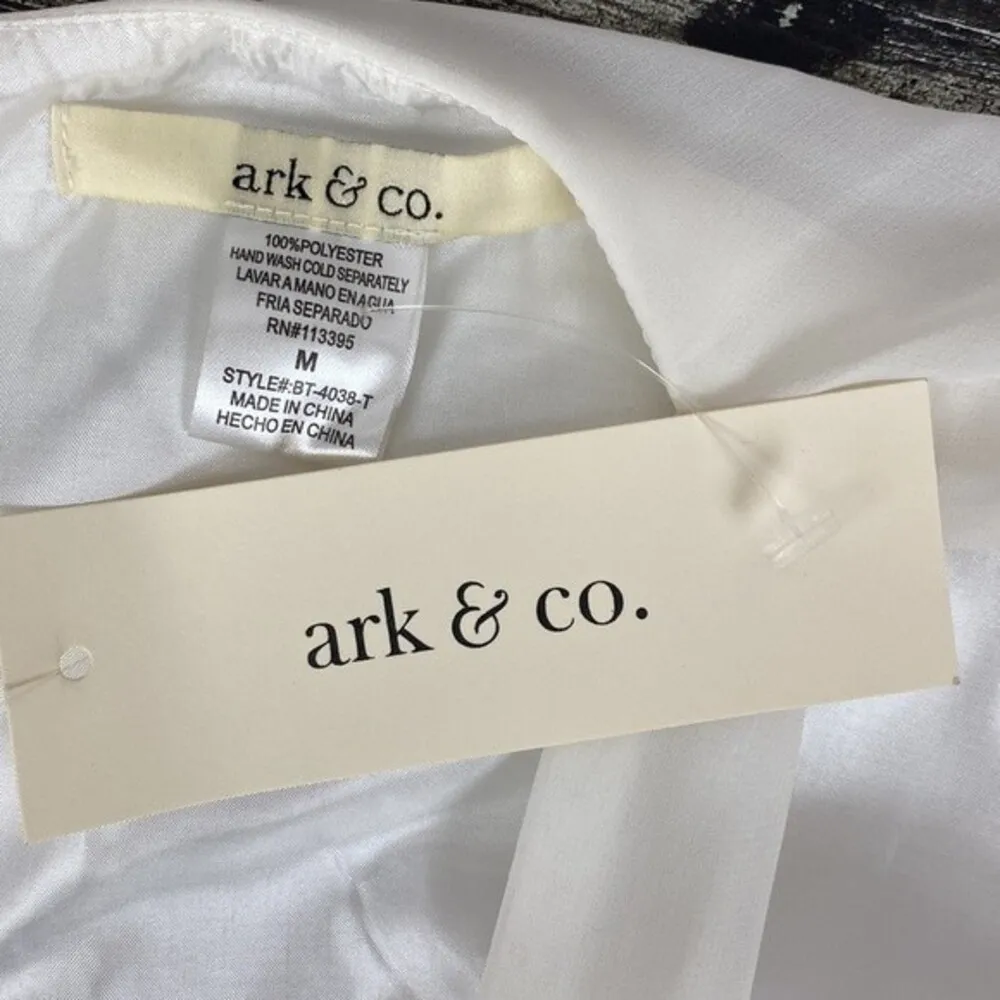 ark & co.
100%POLYESTER
HAND WASH COLD SEPARATELY
LAVAR A MANO EN AGUA
FRIA SEPARADO
RN#113395
M
STYLE#:BT-4038-T
MADE IN CHINA
HECHO EN CHINA
ark & co.